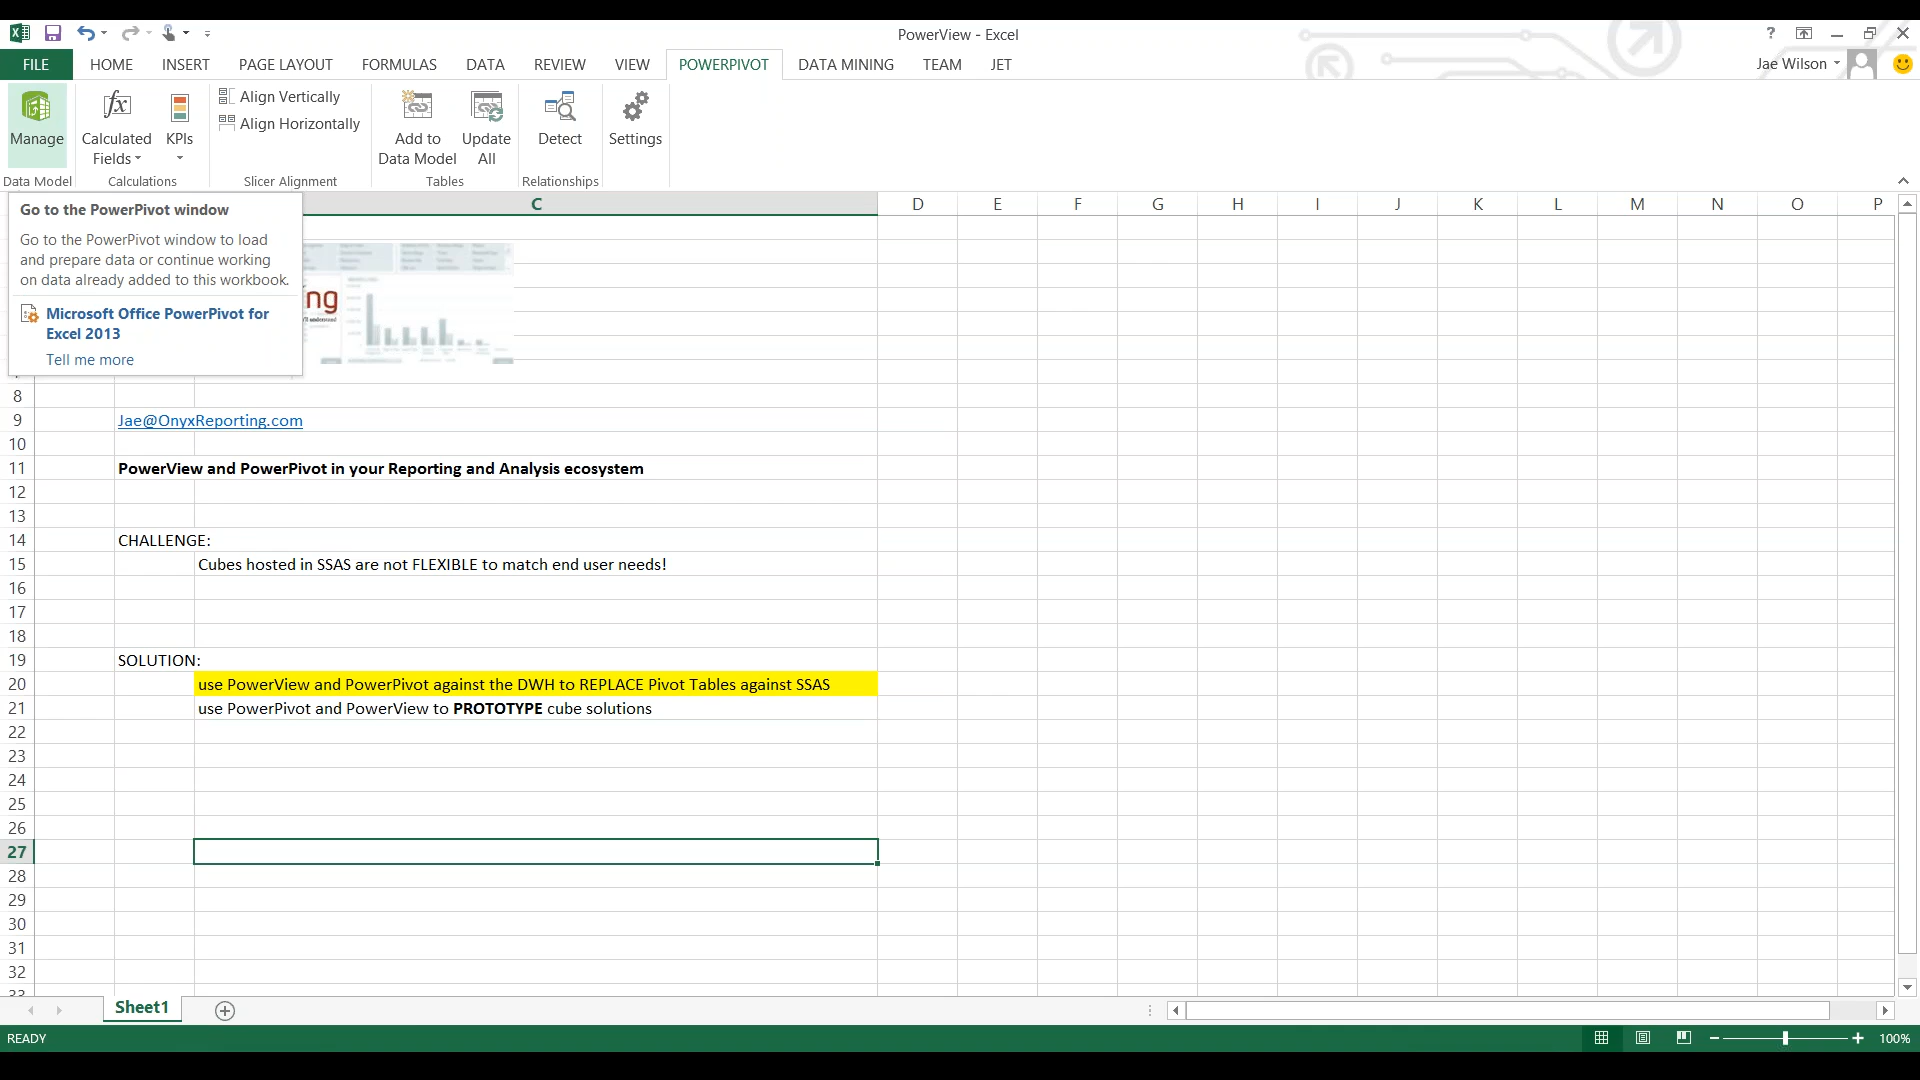 PowerView - Excel
?
FILE HOME INSERT PAGE LAYOUT FORMULAS DATA REVIEW VIEW POWERPIVOT DATA MINING TEAM JET Jae Wilson
Manage
Data Model
Calculated
Fields
KPIs
Calculations
Align Vertically
Align Horizontally
Slicer Alignment
Add to
Data Model
Update
All
Tables
Detect
Relationships
Settings
Go to the PowerPivot window
Go to the PowerPivot window to load
and prepare data or continue working
on data already added to this workbook.
Microsoft Office PowerPivot for
Excel 2013
Tell me more
C D E F G H I J K L M N O P
ng
8
9 Jae@OnyxReporting.com
10
11 PowerView and PowerPivot in your Reporting and Analysis ecosystem
12
13
14 CHALLENGE:
15 Cubes hosted in SSAS are not FLEXIBLE to match end user needs!
16
17
18
19 SOLUTION:
20 use PowerView and PowerPivot against the DWH to REPLACE Pivot Tables against SSAS
21 use PowerPivot and PowerView to PROTOTYPE cube solutions
22
23
24
25
26
27
28
29
30
31
32
33
Sheet1
READY 100%